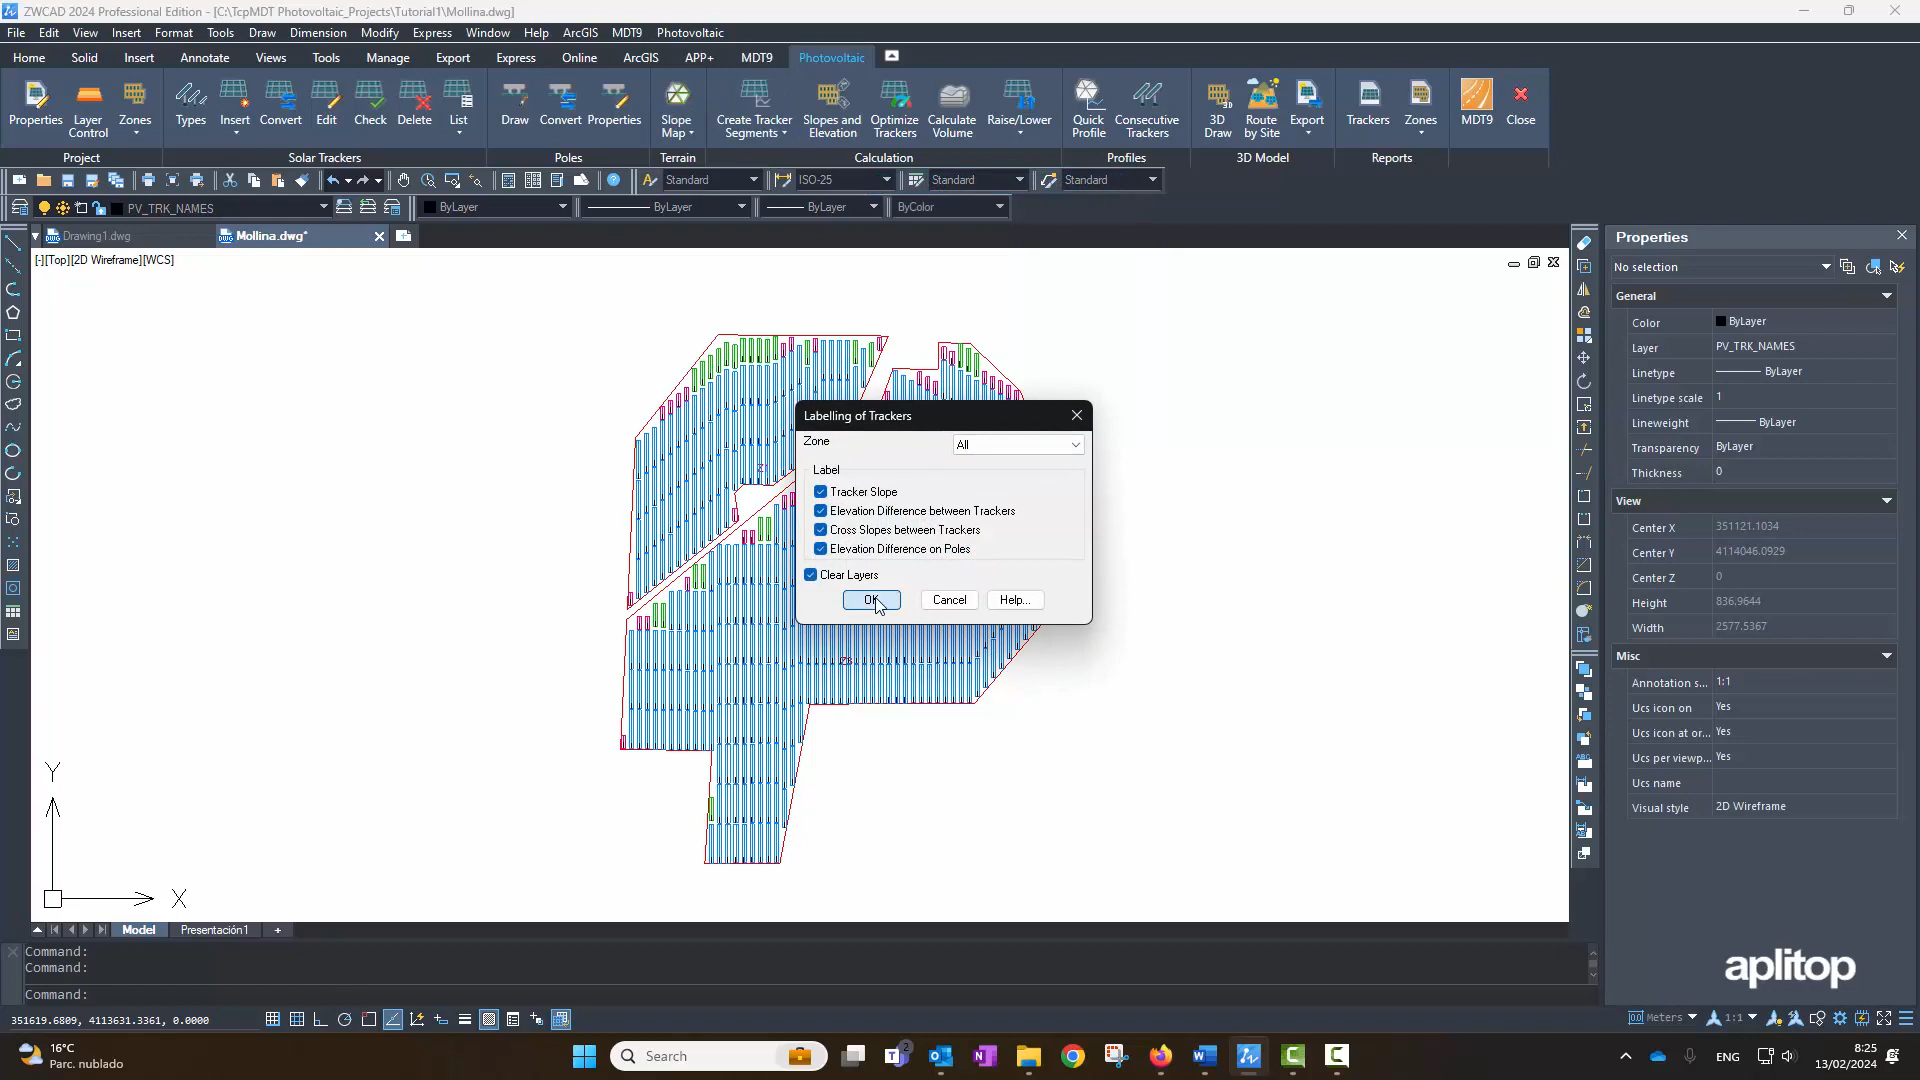 ZWCAD 2024 Professional Edition - [C:\TcpMDT Photovoltaic_Projects\Tutorial1\Mollina.dwg]
File Edit View Insert Format Tools Draw Dimension Modify Express Window Help ArcGIS MDT9 Photovoltaic
Home Solid Insert Annotate Views Tools Manage Export Express Online ArcGIS APP+ MDT9 Photovoltaic
Properties Layer Control Zones Types Insert Convert Edit Check Delete List Draw Convert Properties Slope Map Create Tracker Segments Slopes and Elevation Optimize Trackers Calculate Volume Raise/Lower Quick Profile Consecutive Trackers 3D Draw Route by Site Export Trackers Zones MDT9 Close
Project Solar Trackers Poles Terrain Calculation Profiles 3D Model Reports
Standard ISO-25 Standard Standard
PV_TRK_NAMES ByLayer ByLayer ByLayer ByColor
Drawing1.dwg Mollina.dwg*
[-][Top][2D Wireframe][WCS]
Labelling of Trackers
Zone All
Label
Tracker Slope
Elevation Difference between Trackers
Cross Slopes between Trackers
Elevation Difference on Poles
Clear Layers
OK Cancel Help...
Z3
Y
X
Properties
No selection
General
Color ByLayer
Layer PV_TRK_NAMES
Linetype ByLayer
Linetype scale 1
Lineweight ByLayer
Transparency ByLayer
Thickness 0
View
Center X 351121.1034
Center Y 4114046.0929
Center Z 0
Height 836.9644
Width 2577.5367
Misc
Annotation s... 1:1
Ucs icon on Yes
Ucs icon at or... Yes
Ucs per viewp... Yes
Ucs name
Visual style 2D Wireframe
Model Presentación1 +
Command:
Command:
Command:
aplitop
351619.6809, 4113631.3361, 0.0000
Meters 1:1
16°C
Parc. nublado
Search
2
ENG
8:25
13/02/2024